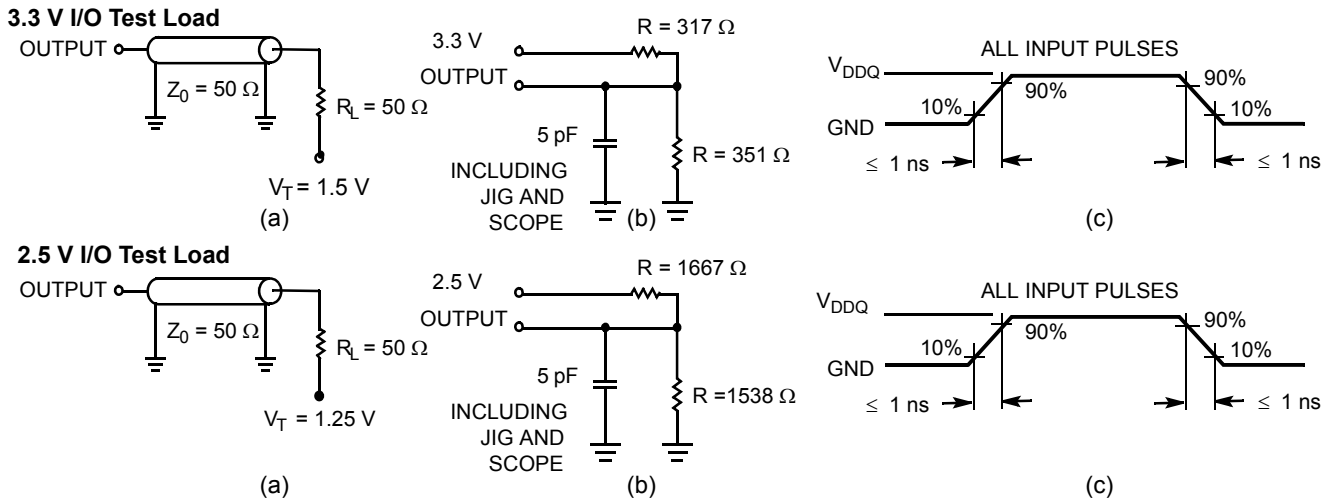 3.3 V I/O Test Load
OUTPUT
Z0 = 50 Ω
RL = 50 Ω
VT = 1.5 V
(a)
3.3 V
OUTPUT
R = 317 Ω
5 pF
INCLUDING
JIG AND
SCOPE
R = 351 Ω
(b)
ALL INPUT PULSES
VDDQ
GND
10%
90%
90%
10%
≤ 1 ns
≤ 1 ns
(c)
2.5 V I/O Test Load
OUTPUT
Z0 = 50 Ω
RL = 50 Ω
VT = 1.25 V
(a)
2.5 V
OUTPUT
R = 1667 Ω
5 pF
INCLUDING
JIG AND
SCOPE
R =1538 Ω
(b)
ALL INPUT PULSES
VDDQ
GND
10%
90%
90%
10%
≤ 1 ns
≤ 1 ns
(c)